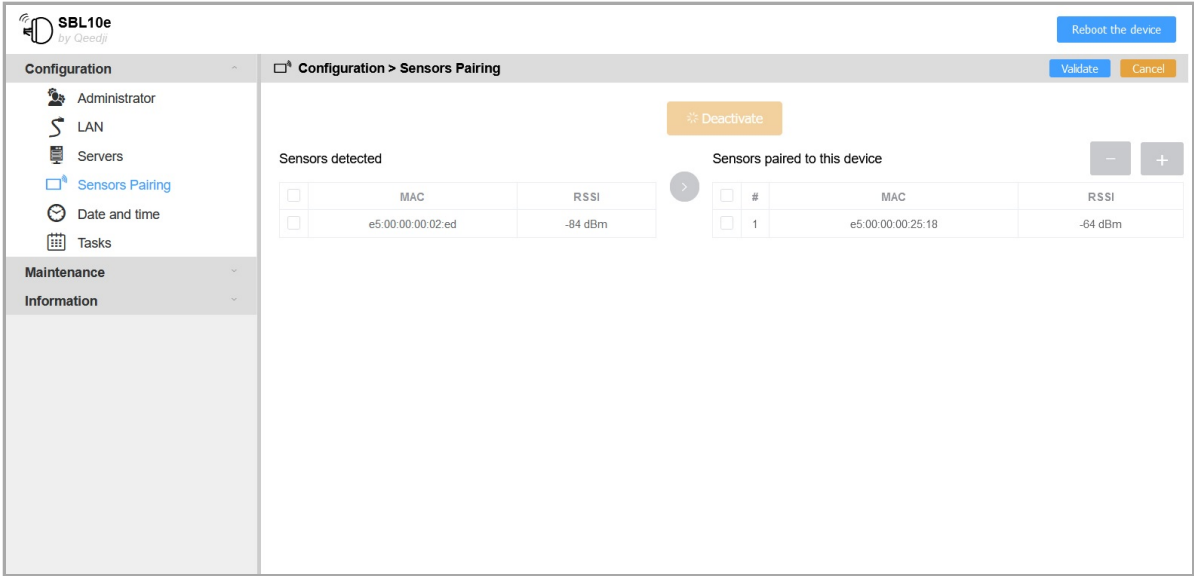 SBL10e
by Qeedji
Reboot the device
Configuration
Administrator
LAN
Servers
Sensors Pairing
Date and time
Tasks
Maintenance
Information
Configuration > Sensors Pairing
Validate
Cancel
Deactivate
Sensors detected
MAC RSSI
e5:00:00:00:02:ed -84 dBm
>
Sensors paired to this device
− +
# MAC RSSI
1 e5:00:00:00:25:18 -64 dBm